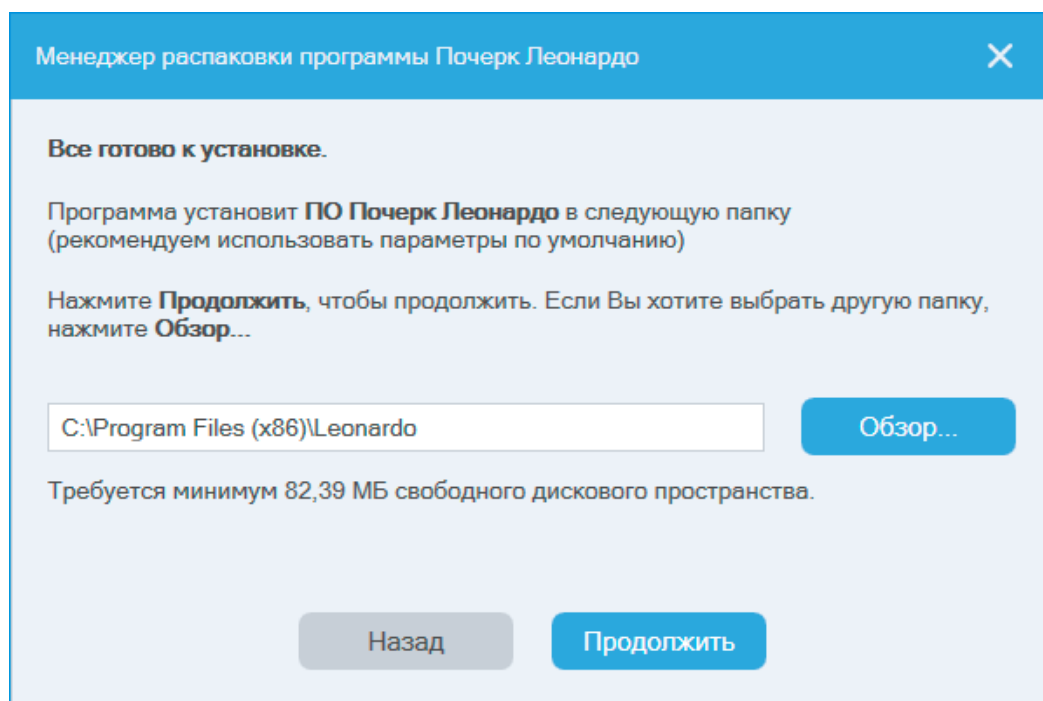 Менеджер распаковки программы Почерк Леонардо
Все готово к установке.
Программа установит ПО Почерк Леонардо в следующую папку
(рекомендуем использовать параметры по умолчанию)
Нажмите Продолжить, чтобы продолжить. Если Вы хотите выбрать другую папку,
нажмите Обзор...
C:\Program Files (x86)\Leonardo
Обзор...
Требуется минимум 82,39 МБ свободного дискового пространства.
Назад
Продолжить